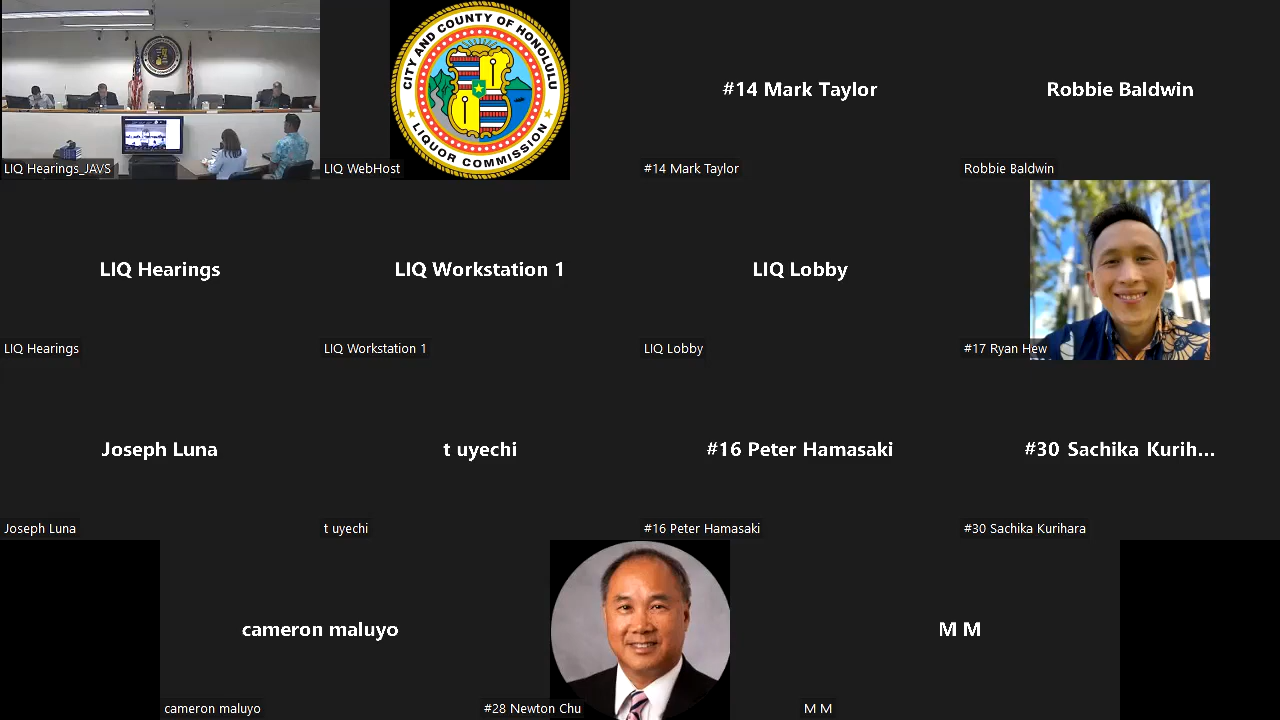 LIQ Hearings_JAVS
CITY AND COUNTY OF HONOLULU
LIQUOR COMMISSION
LIQ WebHost
#14 Mark Taylor
#14 Mark Taylor
Robbie Baldwin
Robbie Baldwin
LIQ Hearings
LIQ Hearings
LIQ Workstation 1
LIQ Workstation 1
LIQ Lobby
LIQ Lobby
#17 Ryan Hew
Joseph Luna
Joseph Luna
t uyechi
t uyechi
#16 Peter Hamasaki
#16 Peter Hamasaki
#30 Sachika Kurih...
#30 Sachika Kurihara
cameron maluyo
cameron maluyo
#28 Newton Chu
M M
M M